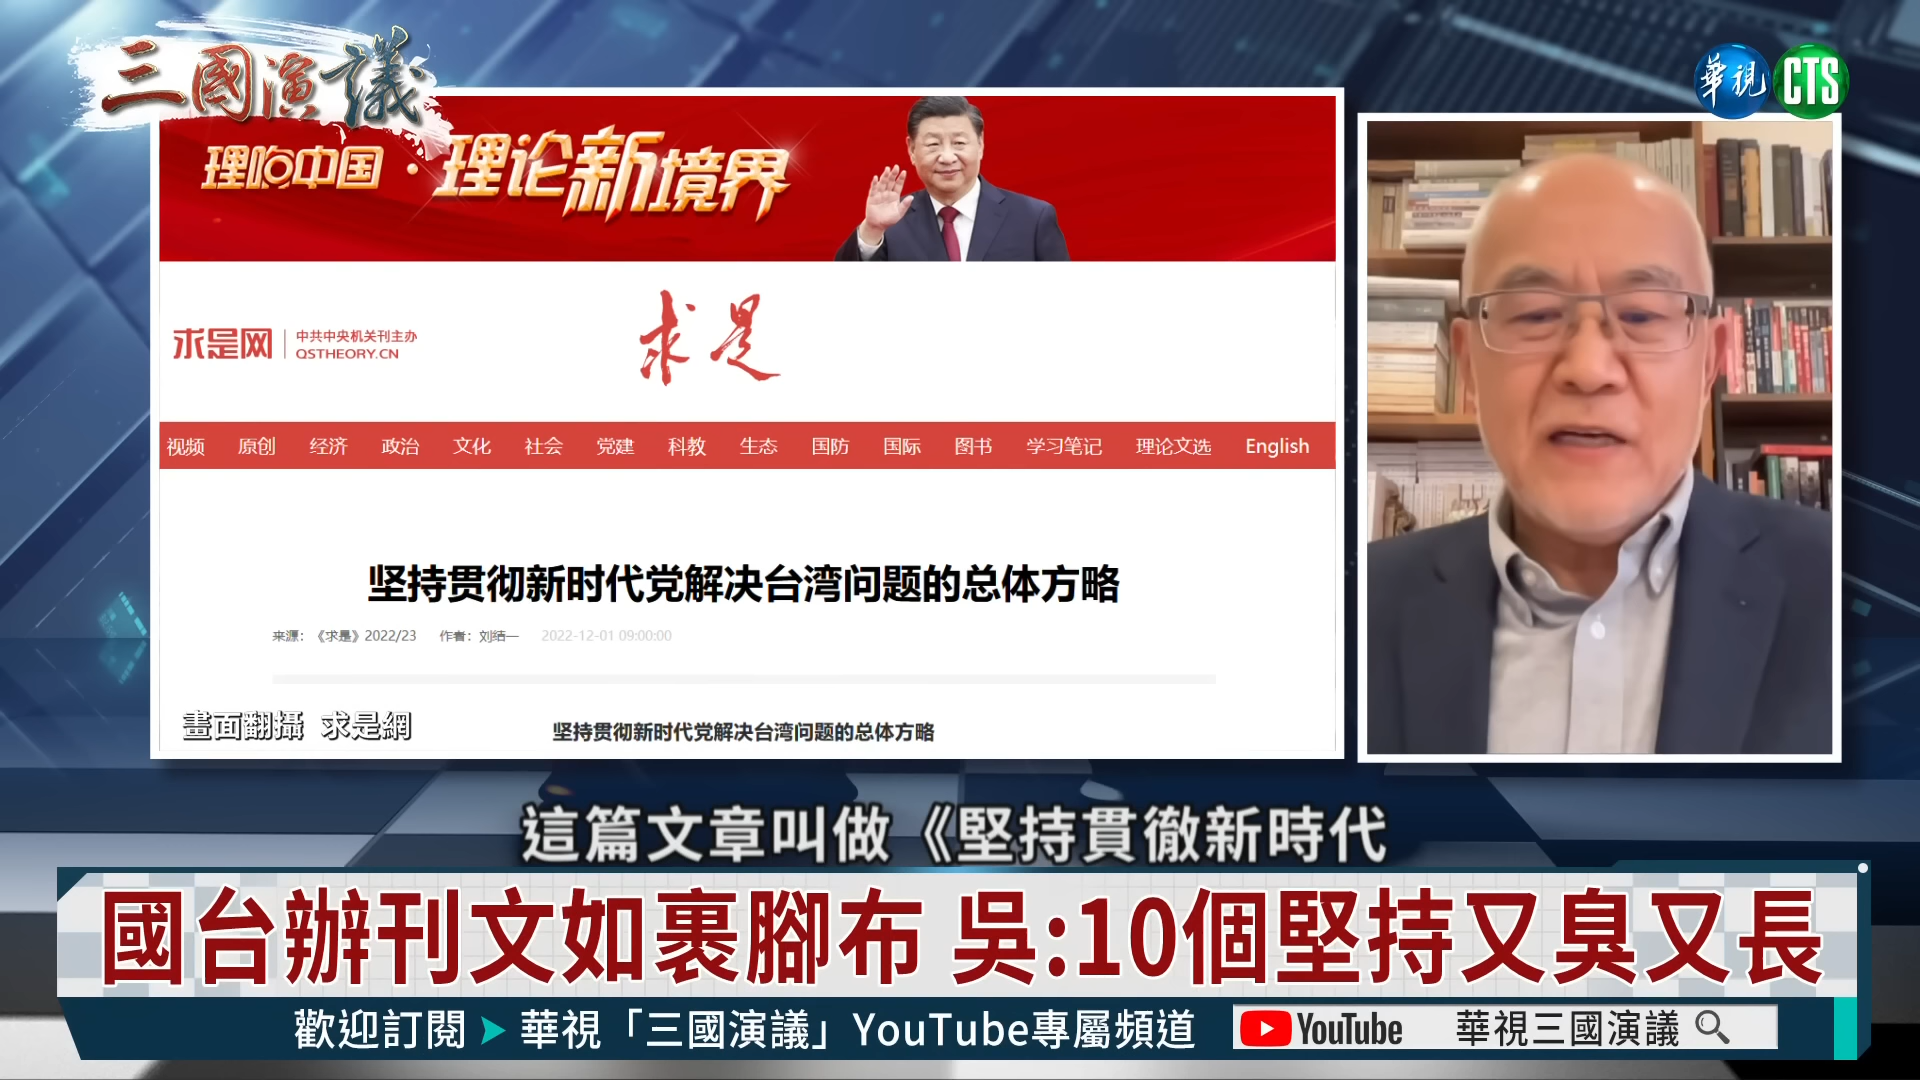 三國演議
華視 CTS
理响中国·理论新境界
求是网 中共中央机关刊主办
QSTHEORY.CN
求是
视频 原创 经济 政治 文化 社会 党建 科教 生态 国防 国际 图书 学习笔记 理论文选 English
坚持贯彻新时代党解决台湾问题的总体方略
来源：《求是》2022/23 作者：刘结一 2022-12-01 09:00:00
畫面翻攝 求是網
坚持贯彻新时代党解决台湾问题的总体方略
這篇文章叫做《堅持貫徹新時代
國台辦刊文如裹腳布 吳:10個堅持又臭又長
歡迎訂閱 華視「三國演議」YouTube專屬頻道
YouTube 華視三國演議